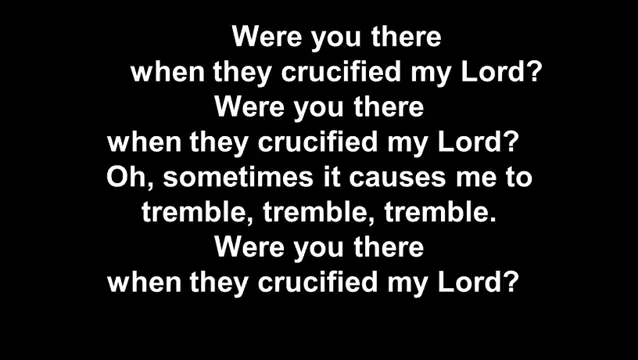 Were you there
when they crucified my Lord?
Were you there
when they crucified my Lord?
Oh, sometimes it causes me to
tremble, tremble, tremble.
Were you there
when they crucified my Lord?